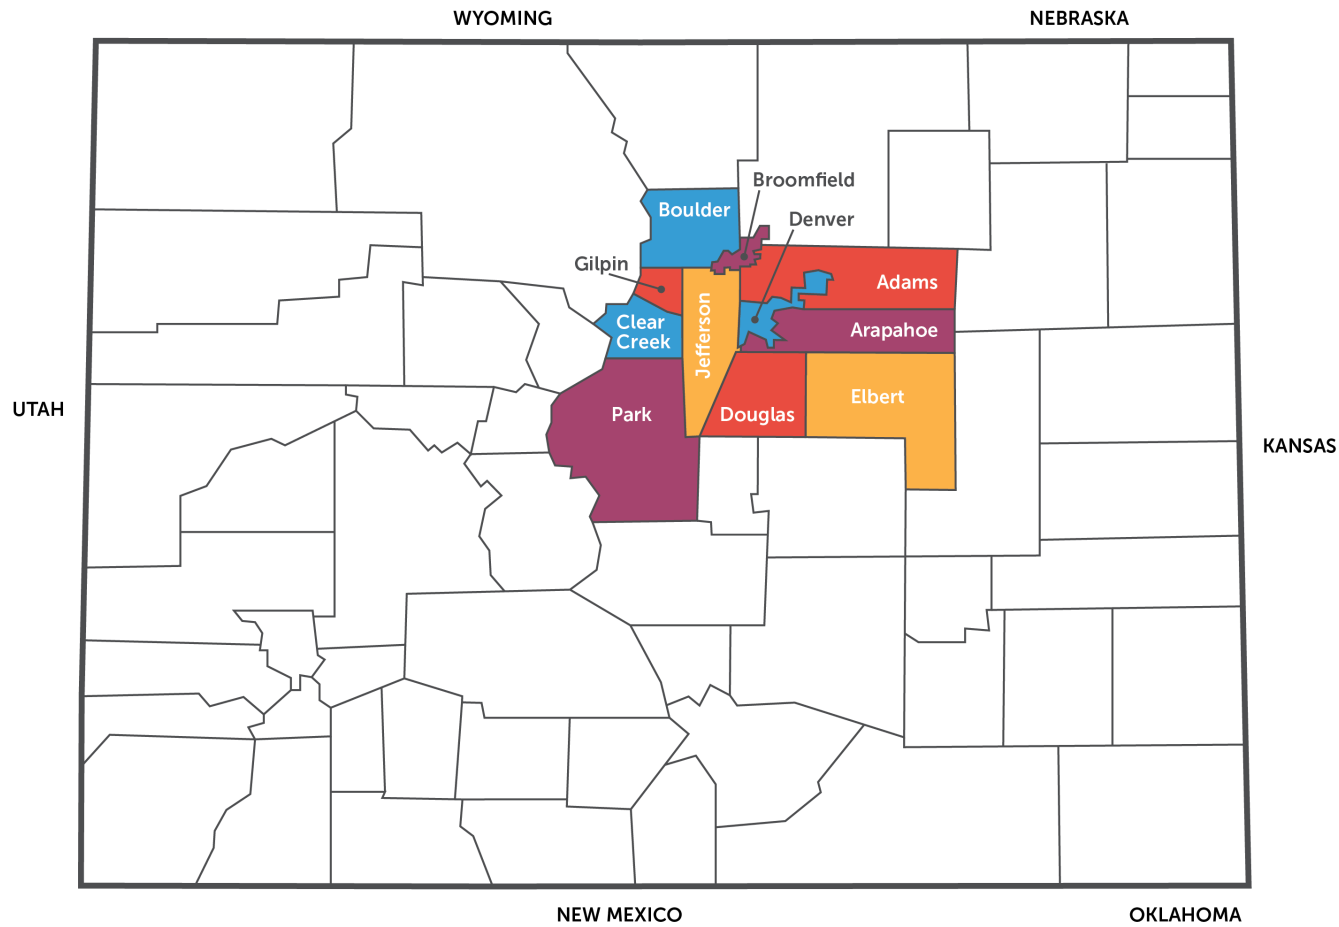 WYOMING
NEBRASKA
Broomfield
Boulder
Denver
Gilpin
Adams
Clear
Creek
Jefferson
Arapahoe
UTAH
Park
Douglas
Elbert
KANSAS
NEW MEXICO
OKLAHOMA